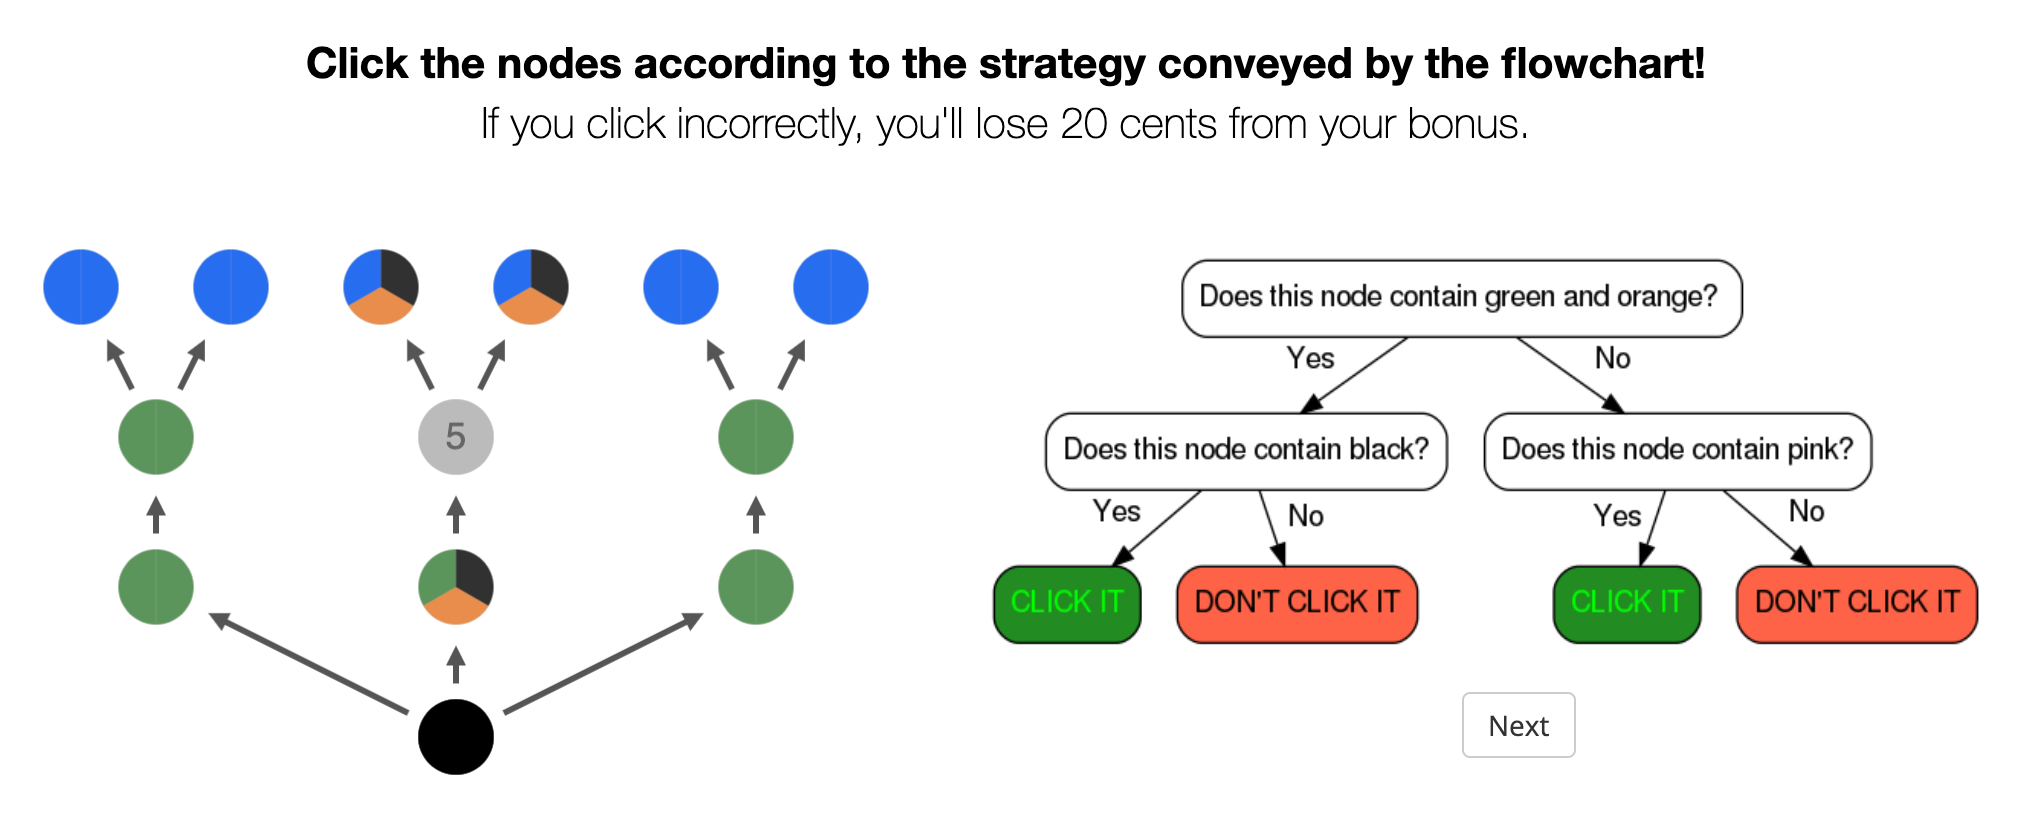 Click the nodes according to the strategy conveyed by the flowchart!
If you click incorrectly, you'll lose 20 cents from your bonus.
5
Does this node contain green and orange?
Yes
No
Does this node contain black?
Does this node contain pink?
Yes
No
Yes
No
CLICK IT
DON'T CLICK IT
CLICK IT
DON'T CLICK IT
Next